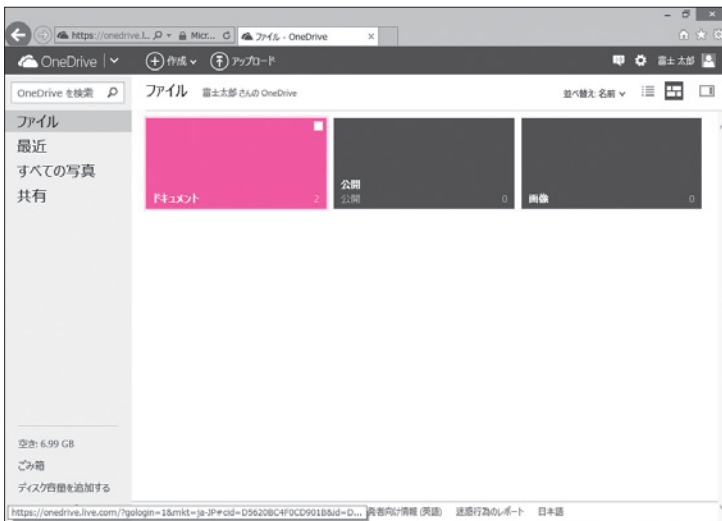 https://onedrive.l...
Micr...
ファイル - OneDrive
OneDrive
作成
アップロード
富士 太郎
OneDrive を検索
ファイル
富士太郎 さんの OneDrive
並べ替え: 名前
ファイル
最近
すべての写真
共有
ドキュメント 2
公開
公開 0
画像 0
空き: 6.99 GB
ごみ箱
ディスク容量を追加する
https://onedrive.live.com/?gologin=1&mkt=ja-JP#cid=D5620BC4F0CD901B&id=D...
発者向け情報 (英語)
迷惑行為のレポート
日本語